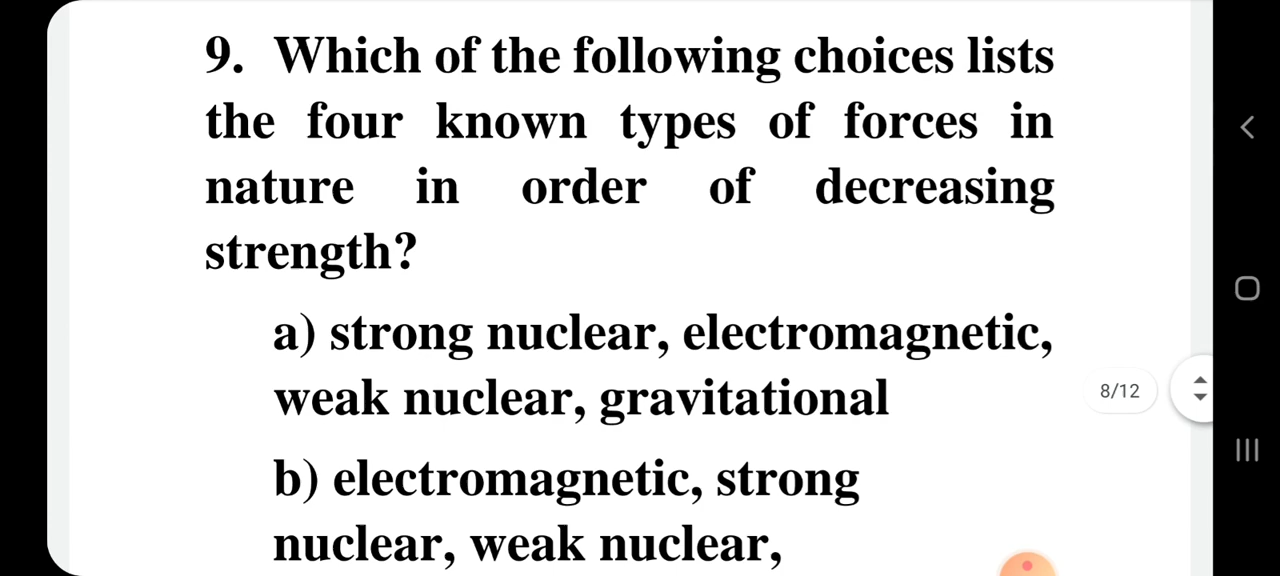 9. Which of the following choices lists
the four known types of forces in
nature in order of decreasing
strength?
a) strong nuclear, electromagnetic,
weak nuclear, gravitational
8/12
b) electromagnetic, strong
nuclear, weak nuclear,